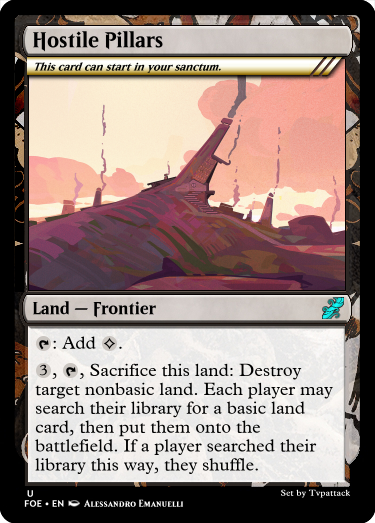 Hostile Pillars
This card can start in your sanctum.
Land — Frontier
: Add .
3, , Sacrifice this land: Destroy
target nonbasic land. Each player may
search their library for a basic land
card, then put them onto the
battlefield. If a player searched their
library this way, they shuffle.
U
Set by Tvpattack
FOE • EN Alessandro Emanuelli